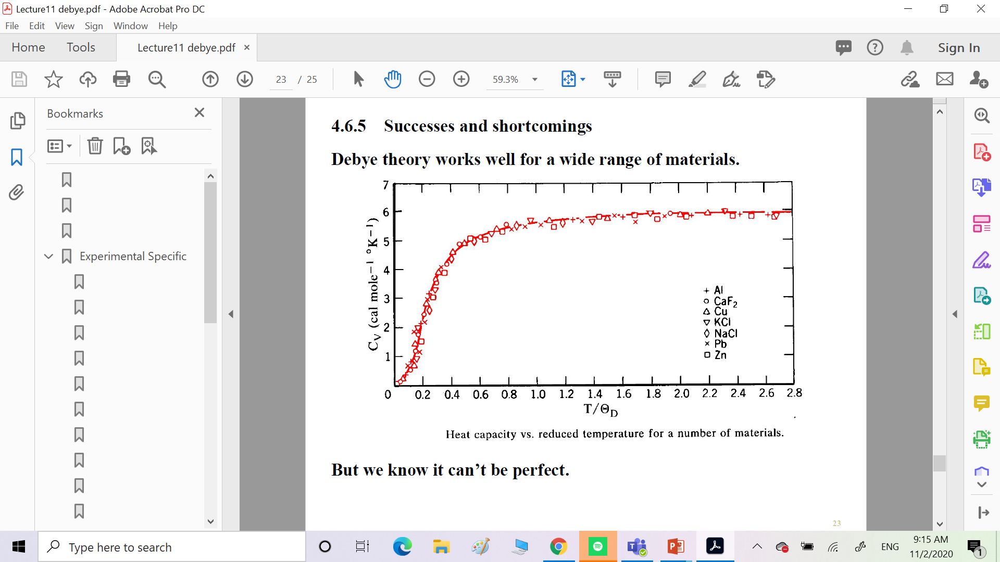 Lecture11 debye.pdf - Adobe Acrobat Pro DC
File Edit View Sign Window Help
Home Tools Lecture11 debye.pdf × Sign In
23 / 25 59.3%
Bookmarks
Experimental Specific
4.6.5 Successes and shortcomings
Debye theory works well for a wide range of materials.
7
6
5
4
3
2
1
C_V (cal mole⁻¹ °K⁻¹)
+ Al
○ CaF₂
△ Cu
▽ KCl
◊ NaCl
× Pb
□ Zn
0 0.2 0.4 0.6 0.8 1.0 1.2 1.4 1.6 1.8 2.0 2.2 2.4 2.6 2.8
T/Θ_D
Heat capacity vs. reduced temperature for a number of materials.
But we know it can’t be perfect.
23
Type here to search
ENG
9:15 AM
11/2/2020
1